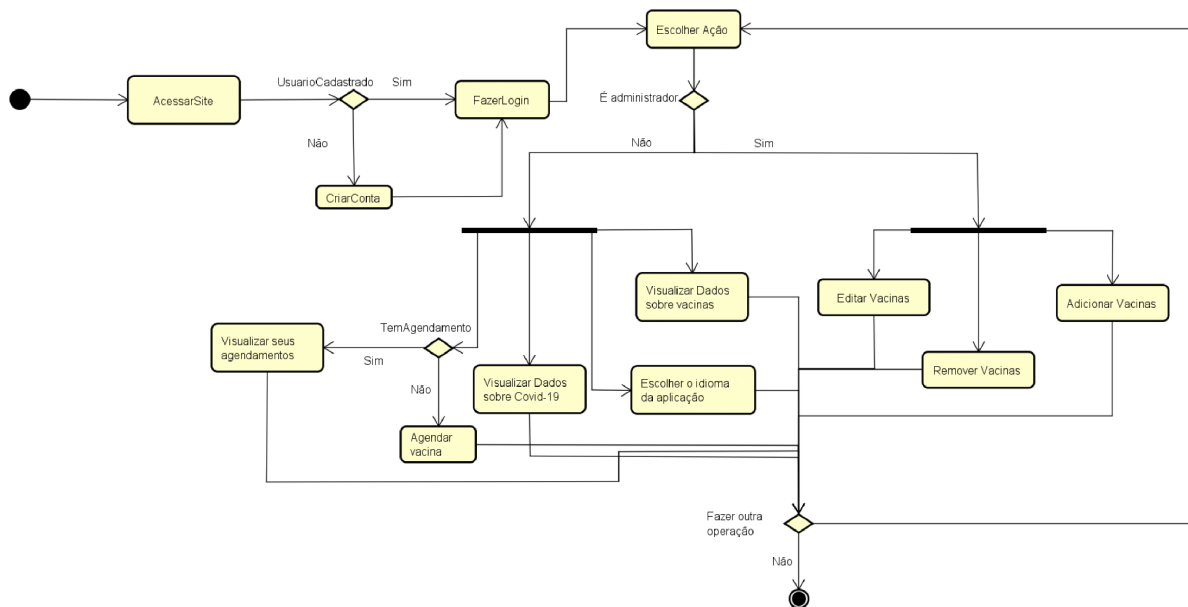 Escolher Ação
UsuarioCadastrado
Sim
AcessarSite
FazerLogin
É administrador
Não
Não
Sim
CriarConta
Visualizar Dados
sobre vacinas
Editar Vacinas
Adicionar Vacinas
TemAgendamento
Visualizar seus
agendamentos
Sim
Não
Visualizar Dados
sobre Covid-19
Escolher o idioma
da aplicação
Remover Vacinas
Agendar
vacina
Fazer outra
operação
Não